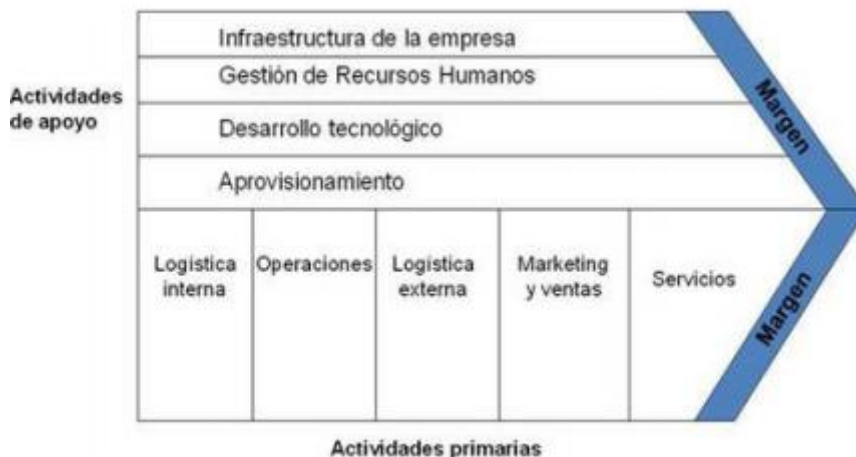 Infraestructura de la empresa
Gestión de Recursos Humanos
Actividades
de apoyo
Desarrollo tecnológico
Aprovisionamiento
Margen
Logística
interna
Operaciones
Logística
externa
Marketing
y ventas
Servicios
Margen
Actividades primarias